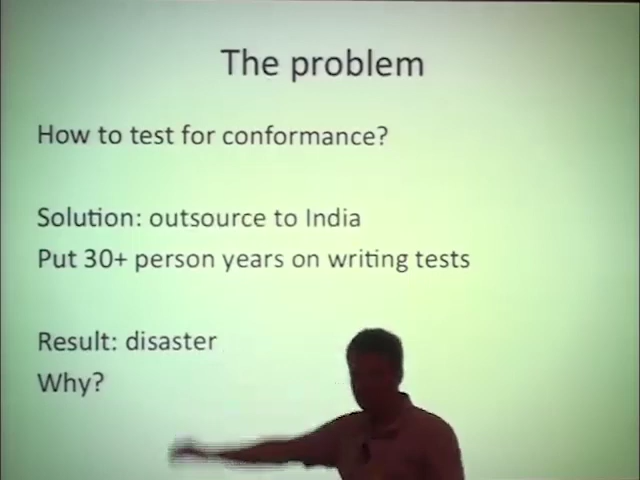 The problem
How to test for conformance?
Solution: outsource to India
Put 30+ person years on writing tests
Result: disaster
Why?